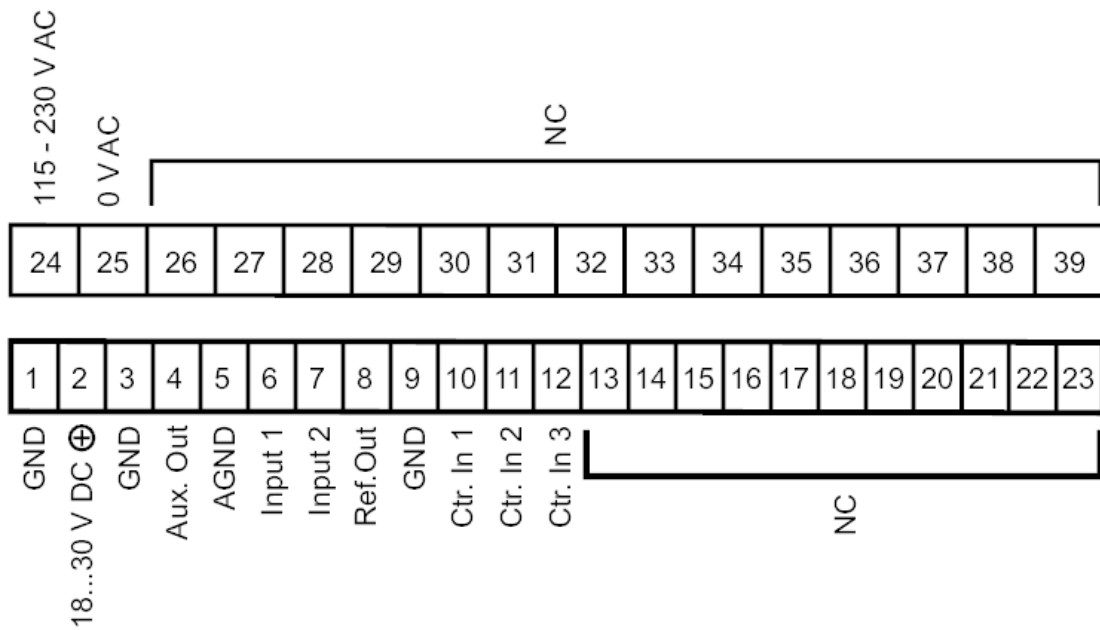 115 - 230 V AC
0 V AC
NC
24 25 26 27 28 29 30 31 32 33 34 35 36 37 38 39
1 2 3 4 5 6 7 8 9 10 11 12 13 14 15 16 17 18 19 20 21 22 23
GND
18...30 V DC ⊕
GND
Aux. Out
AGND
Input 1
Input 2
Ref.Out
GND
Ctr. In 1
Ctr. In 2
Ctr. In 3
NC